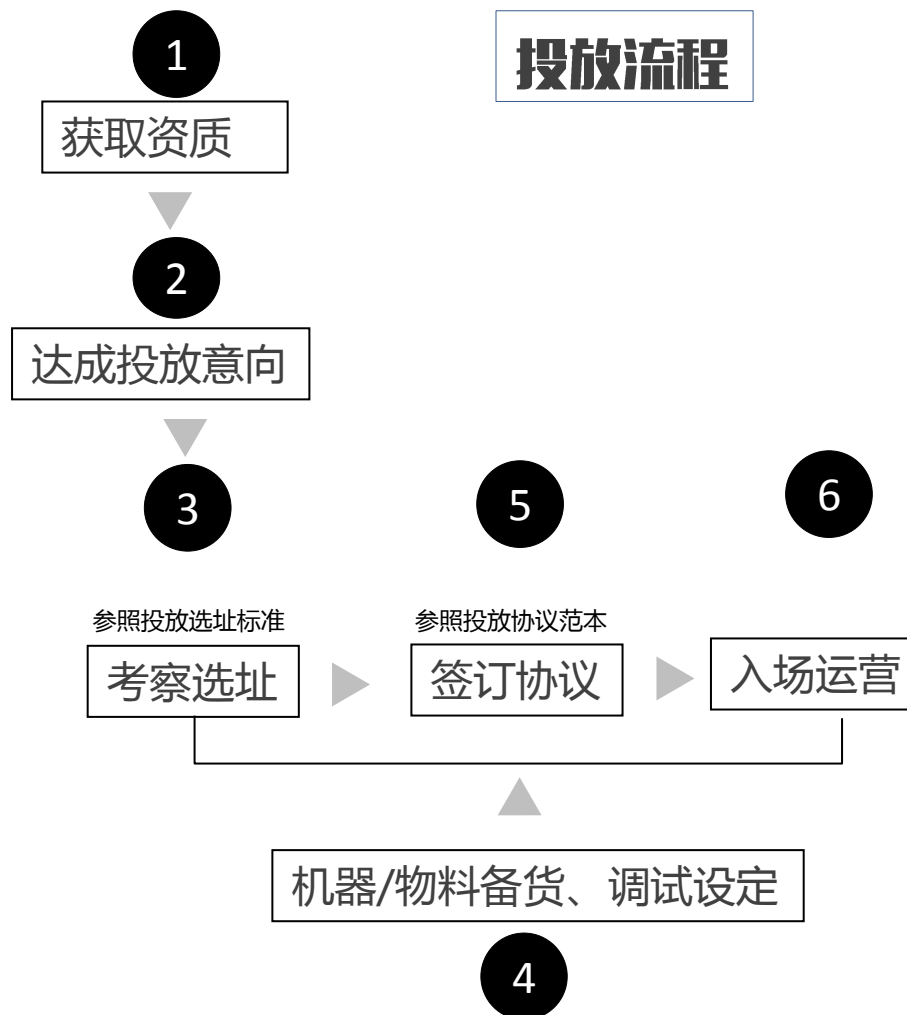 1
投放流程
获取资质
2
达成投放意向
3
5
6
参照投放选址标准
参照投放协议范本
考察选址
签订协议
入场运营
机器/物料备货、调试设定
4